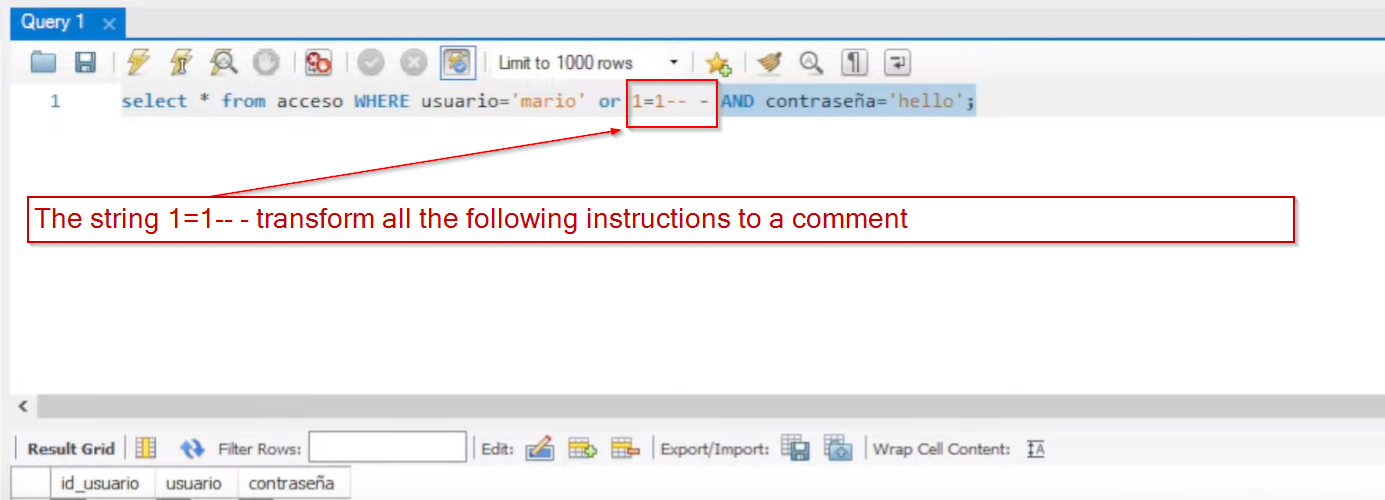 Query 1
Limit to 1000 rows
1 select * from acceso WHERE usuario='mario' or 1=1-- - AND contraseña='hello';
The string 1=1-- - transform all the following instructions to a comment
Result Grid Filter Rows: Edit: Export/Import: Wrap Cell Content:
id_usuario usuario contraseña